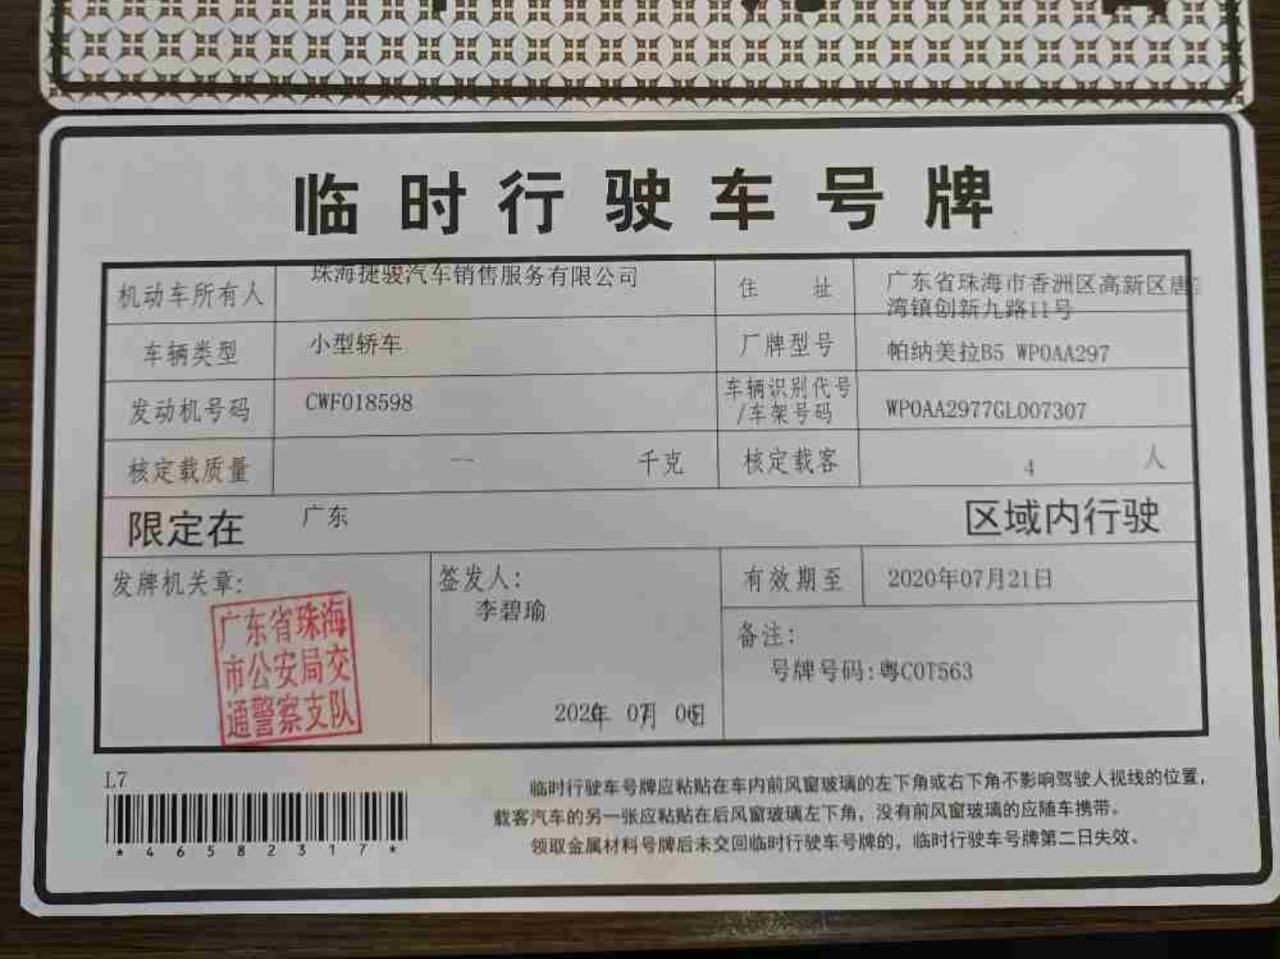 临时行驶车号牌
机动车所有人 珠海捷骏汽车销售服务有限公司 住 址 广东省珠海市香洲区高新区唐
湾镇创新九路11号
车辆类型 小型轿车 厂牌型号 帕纳美拉B5 WP0AA297
发动机号码 CWF018598 车辆识别代号
/车架号码 WP0AA2977GL007307
核定载质量 -- 千克 核定载客 4 人
限定在 广东 区域内行驶
发牌机关章: 签发人: 有效期至 2020年07月21日
李碧瑜
广东省珠海
市公安局交
通警察支队
备注:
号牌号码:粤C0T563
2020年 07月 06日
L7
*46582317*
临时行驶车号牌应粘贴在车内前风窗玻璃的左下角或右下角不影响驾驶人视线的位置，
载客汽车的另一张应粘贴在后风窗玻璃左下角，没有前风窗玻璃的应随车携带。
领取金属材料号牌后未交回临时行驶车号牌的，临时行驶车号牌第二日失效。